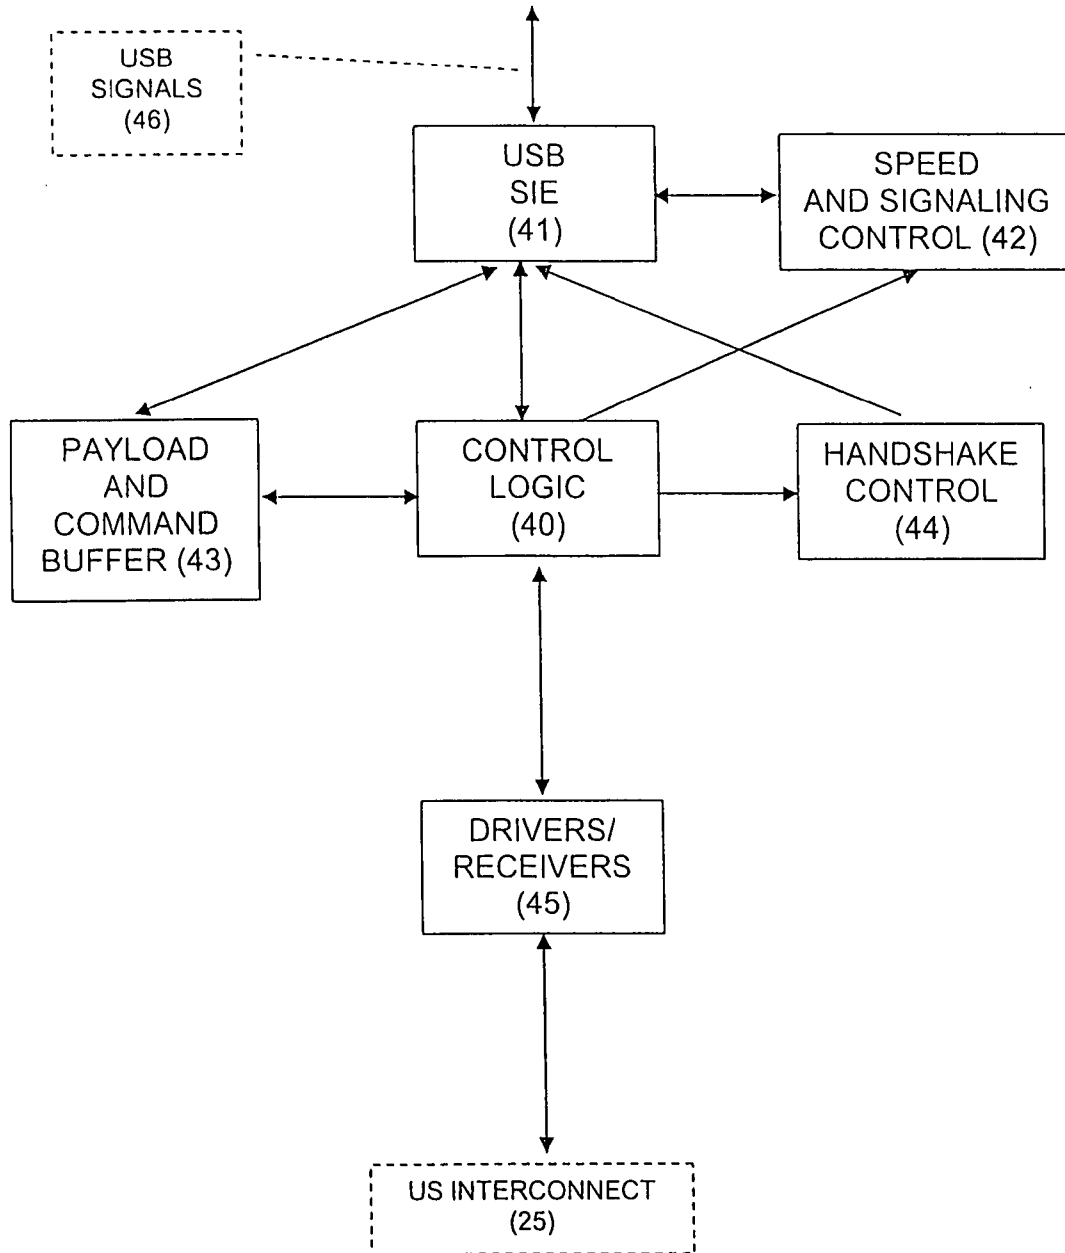 USB
SIGNALS
(46)
USB
SIE
(41)
SPEED
AND SIGNALING
CONTROL (42)
PAYLOAD
AND
COMMAND
BUFFER (43)
CONTROL
LOGIC
(40)
HANDSHAKE
CONTROL
(44)
DRIVERS/
RECEIVERS
(45)
US INTERCONNECT
(25)